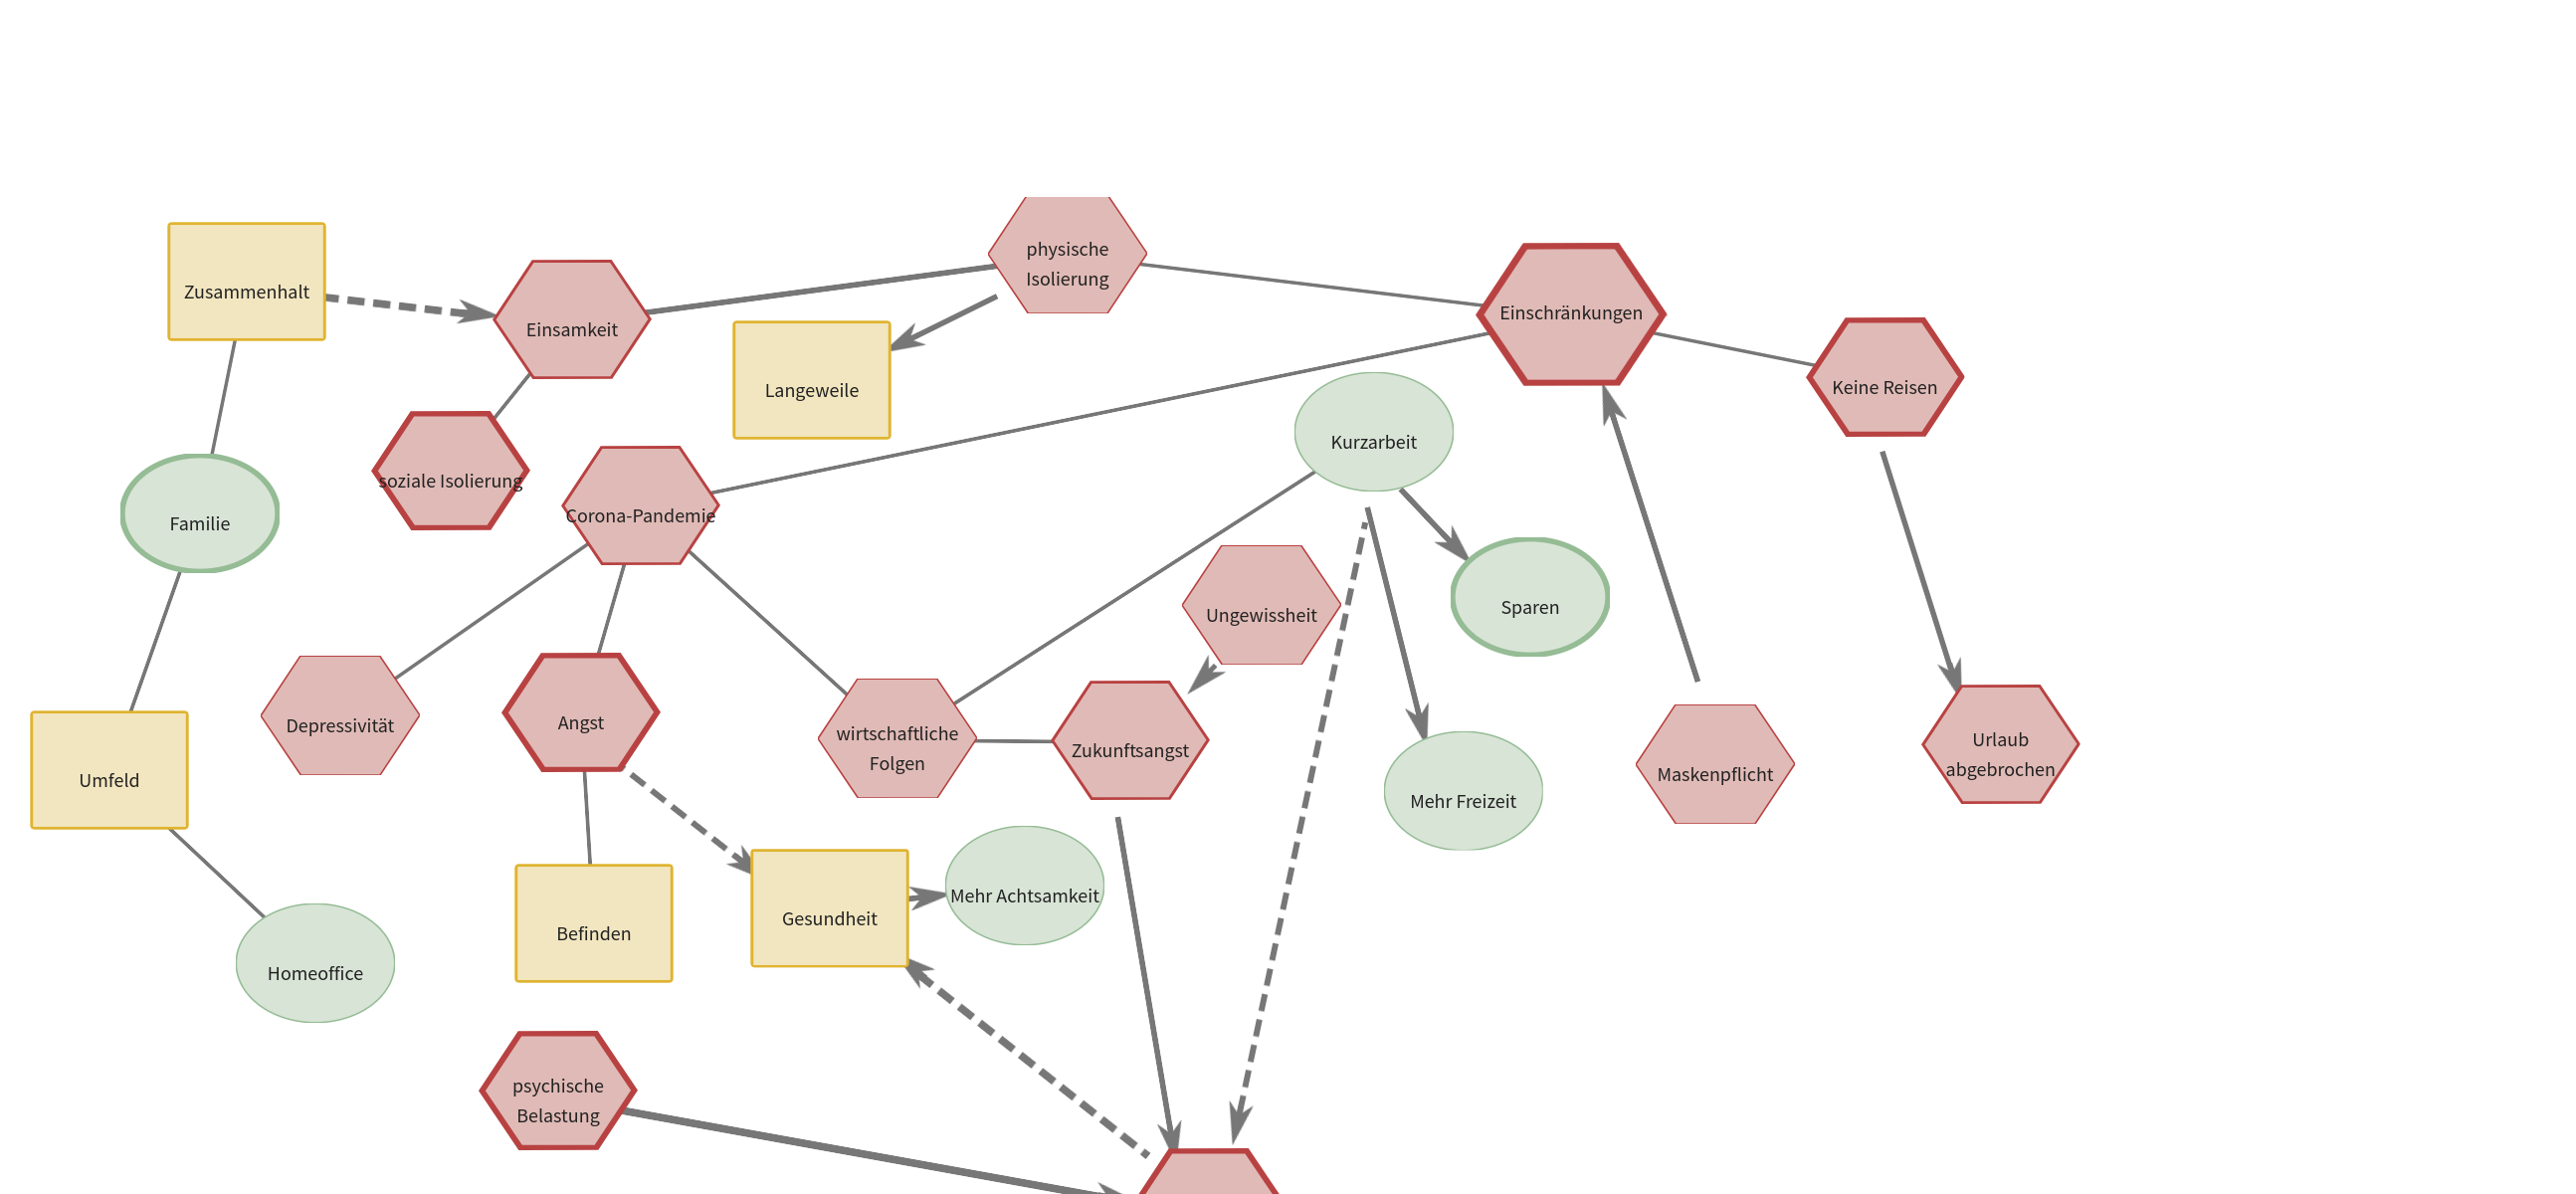 physische
Isolierung
Zusammenhalt
Einschränkungen
Einsamkeit
Keine Reisen
Langeweile
Kurzarbeit
soziale Isolierung
Corona-Pandemie
Familie
Sparen
Ungewissheit
Depressivität
Angst
wirtschaftliche
Folgen
Zukunftsangst
Urlaub
abgebrochen
Maskenpflicht
Umfeld
Mehr Freizeit
Mehr Achtsamkeit
Gesundheit
Befinden
Homeoffice
psychische
Belastung